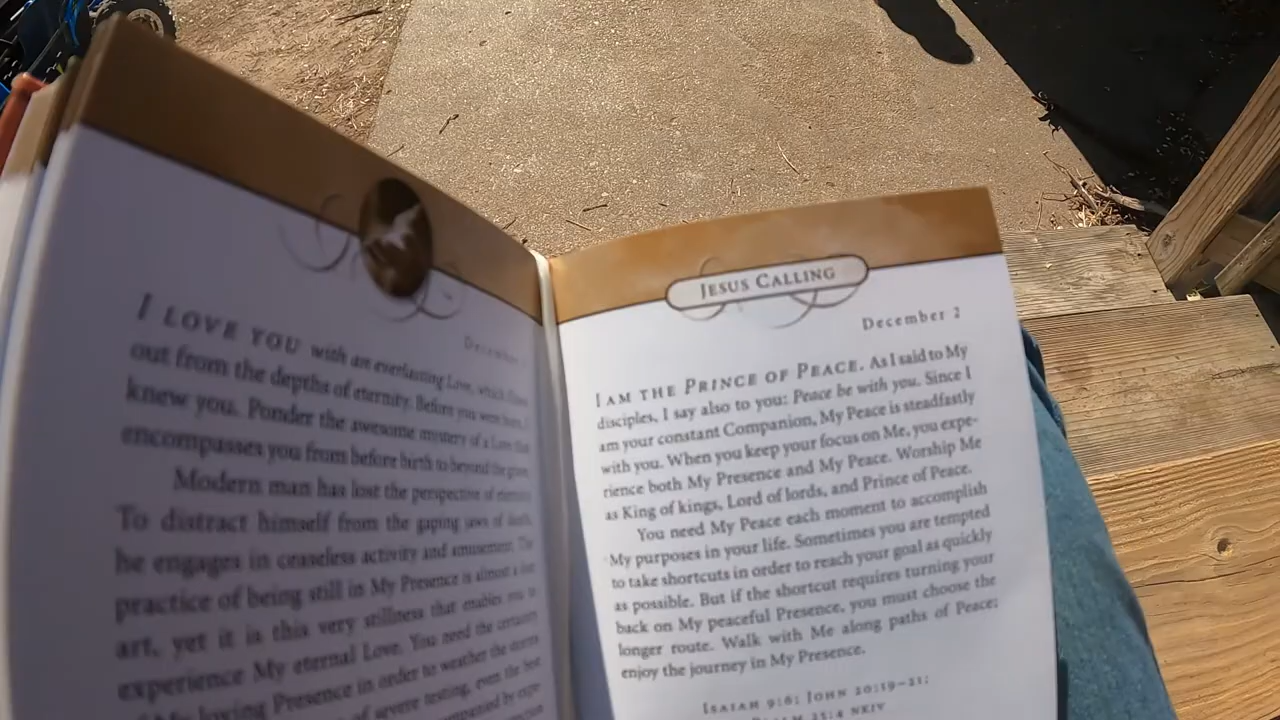 I LOVE YOU with an everlasting Love, which
out from the depths of eternity. Before you were born, I
knew you. Ponder the awesome mystery of a Love that
encompasses you from before birth to beyond the grave.
Modern man has lost the perspective of eternity.
To distract himself from the gaping jaws of death,
he engages in ceaseless activity and amusement. The
practice of being still in My Presence is almost a lost
art, yet it is this very stillness that enables you to
experience My eternal Love. You need the certainty
of My loving Presence in order to weather the storms
of severe testing, even the best
JESUS CALLING
December 2
I AM THE PRINCE OF PEACE. As I said to My
disciples, I say also to you: Peace be with you. Since I
am your constant Companion, My Peace is steadfastly
with you. When you keep your focus on Me, you expe-
rience both My Presence and My Peace. Worship Me
as King of kings, Lord of lords, and Prince of Peace.
You need My Peace each moment to accomplish
My purposes in your life. Sometimes you are tempted
to take shortcuts in order to reach your goal as quickly
as possible. But if the shortcut requires turning your
back on My peaceful Presence, you must choose the
longer route. Walk with Me along paths of Peace;
enjoy the journey in My Presence.
ISAIAH 9:6; JOHN 20:19–21;
PSALM 25:4 NKJV